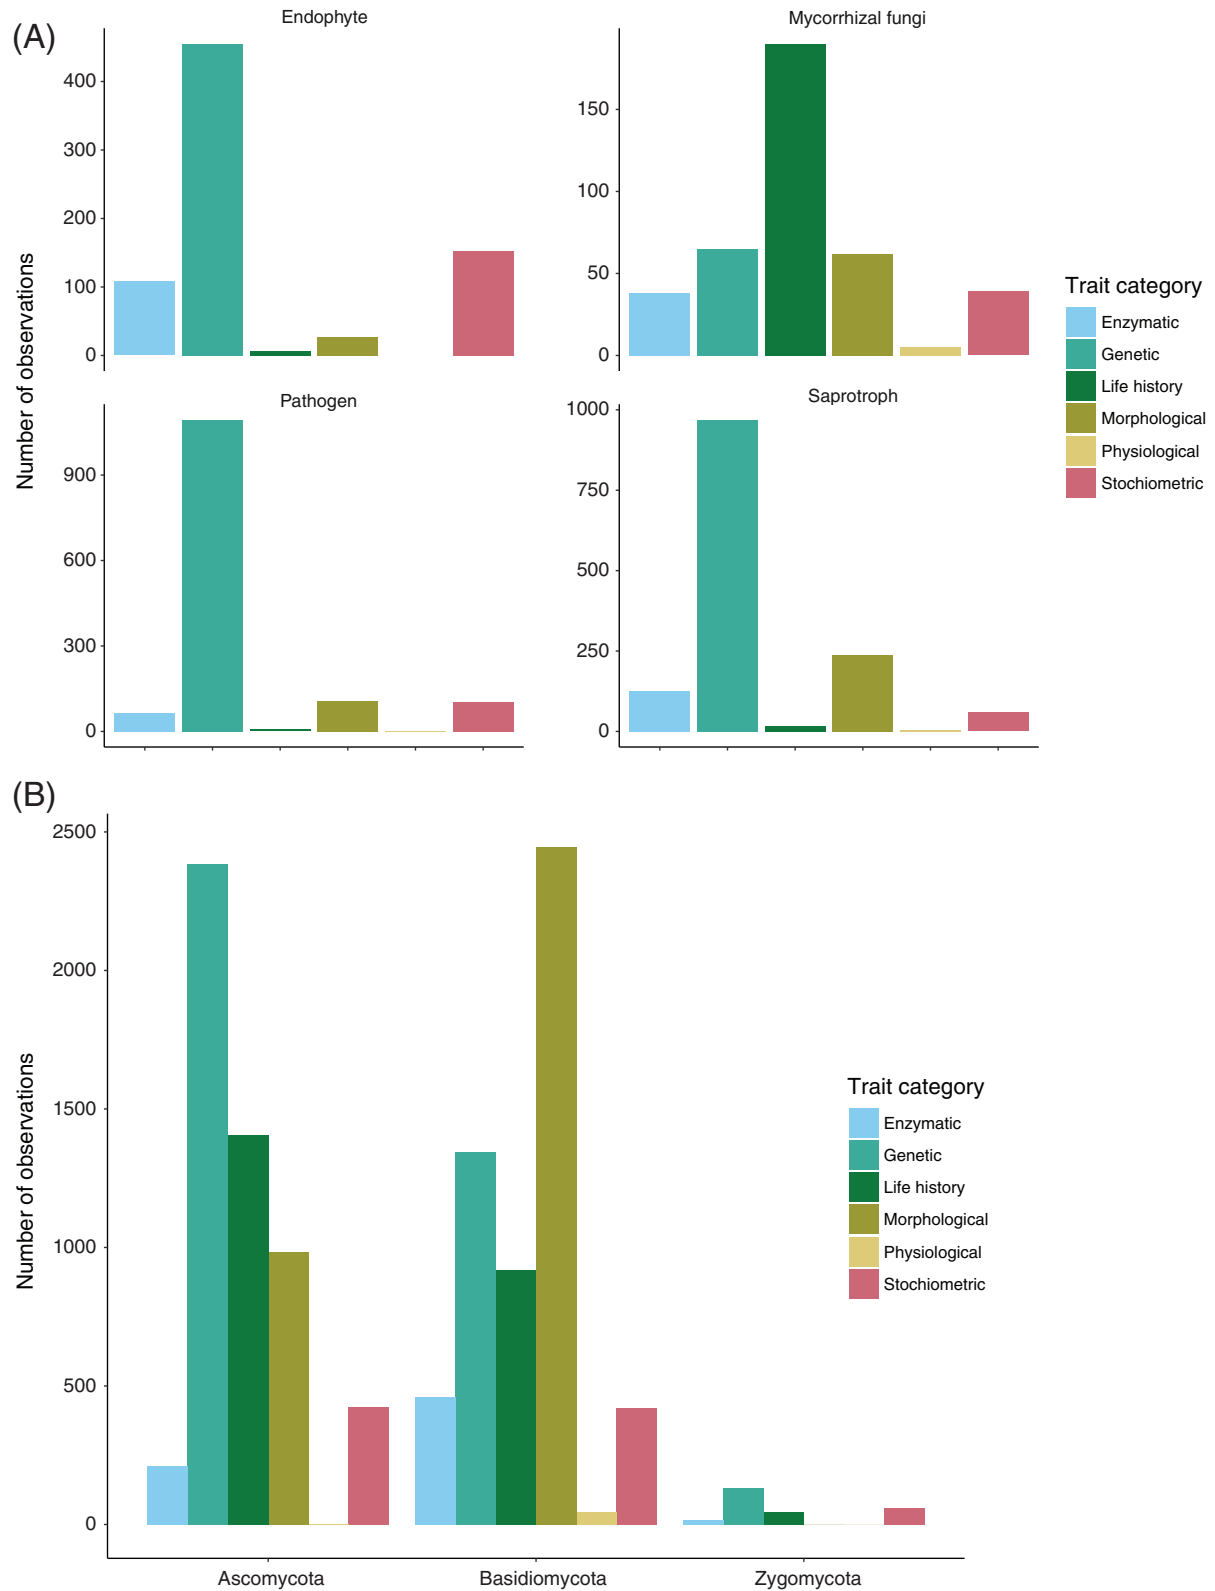 (A)
Endophyte
Mycorrhizal fungi
Number of observations
400
300
200
100
0
150
100
50
0
Trait category
Enzymatic
Genetic
Life history
Morphological
Physiological
Stochiometric
Pathogen
Saprotroph
900
600
300
0
1000
750
500
250
0
(B)
Number of observations
2500
2000
1500
1000
500
0
Trait category
Enzymatic
Genetic
Life history
Morphological
Physiological
Stochiometric
Ascomycota
Basidiomycota
Zygomycota